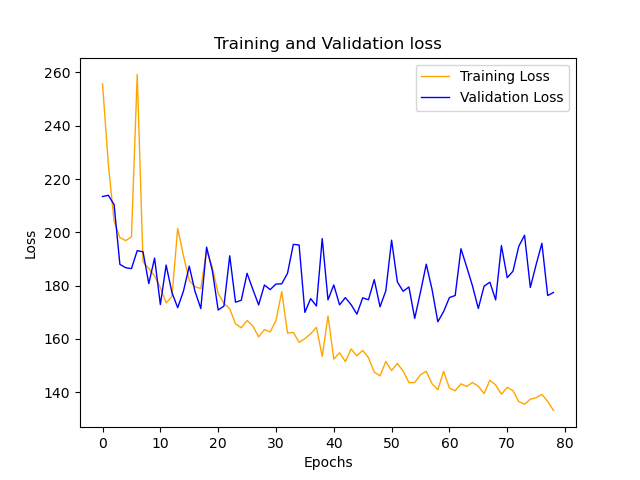 Training and Validation loss
Training Loss
Validation Loss
Loss
260
240
220
200
180
160
140
0 10 20 30 40 50 60 70 80
Epochs